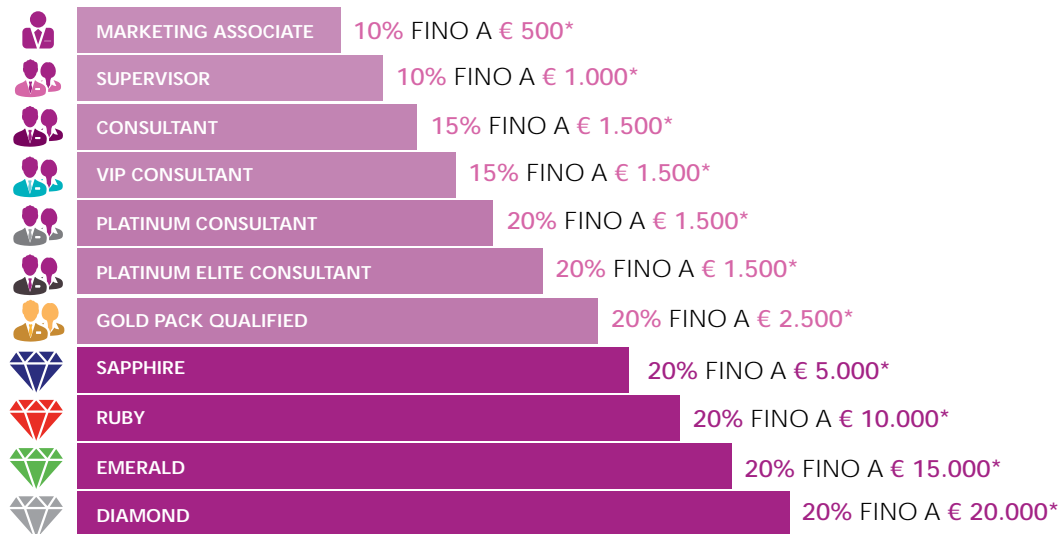 MARKETING ASSOCIATE 10% FINO A € 500*
SUPERVISOR 10% FINO A € 1.000*
CONSULTANT 15% FINO A € 1.500*
VIP CONSULTANT 15% FINO A € 1.500*
PLATINUM CONSULTANT 20% FINO A € 1.500*
PLATINUM ELITE CONSULTANT 20% FINO A € 1.500*
GOLD PACK QUALIFIED 20% FINO A € 2.500*
SAPPHIRE 20% FINO A € 5.000*
RUBY 20% FINO A € 10.000*
EMERALD 20% FINO A € 15.000*
DIAMOND 20% FINO A € 20.000*